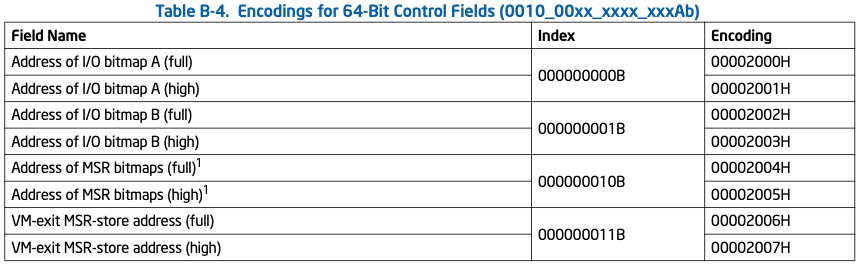 Table B-4. Encodings for 64-Bit Control Fields (0010_00xx_xxxx_xxxAb)
Field Name Index Encoding
Address of I/O bitmap A (full) 000000000B 00002000H
Address of I/O bitmap A (high) 00002001H
Address of I/O bitmap B (full) 000000001B 00002002H
Address of I/O bitmap B (high) 00002003H
Address of MSR bitmaps (full)1 000000010B 00002004H
Address of MSR bitmaps (high)1 00002005H
VM-exit MSR-store address (full) 000000011B 00002006H
VM-exit MSR-store address (high) 00002007H